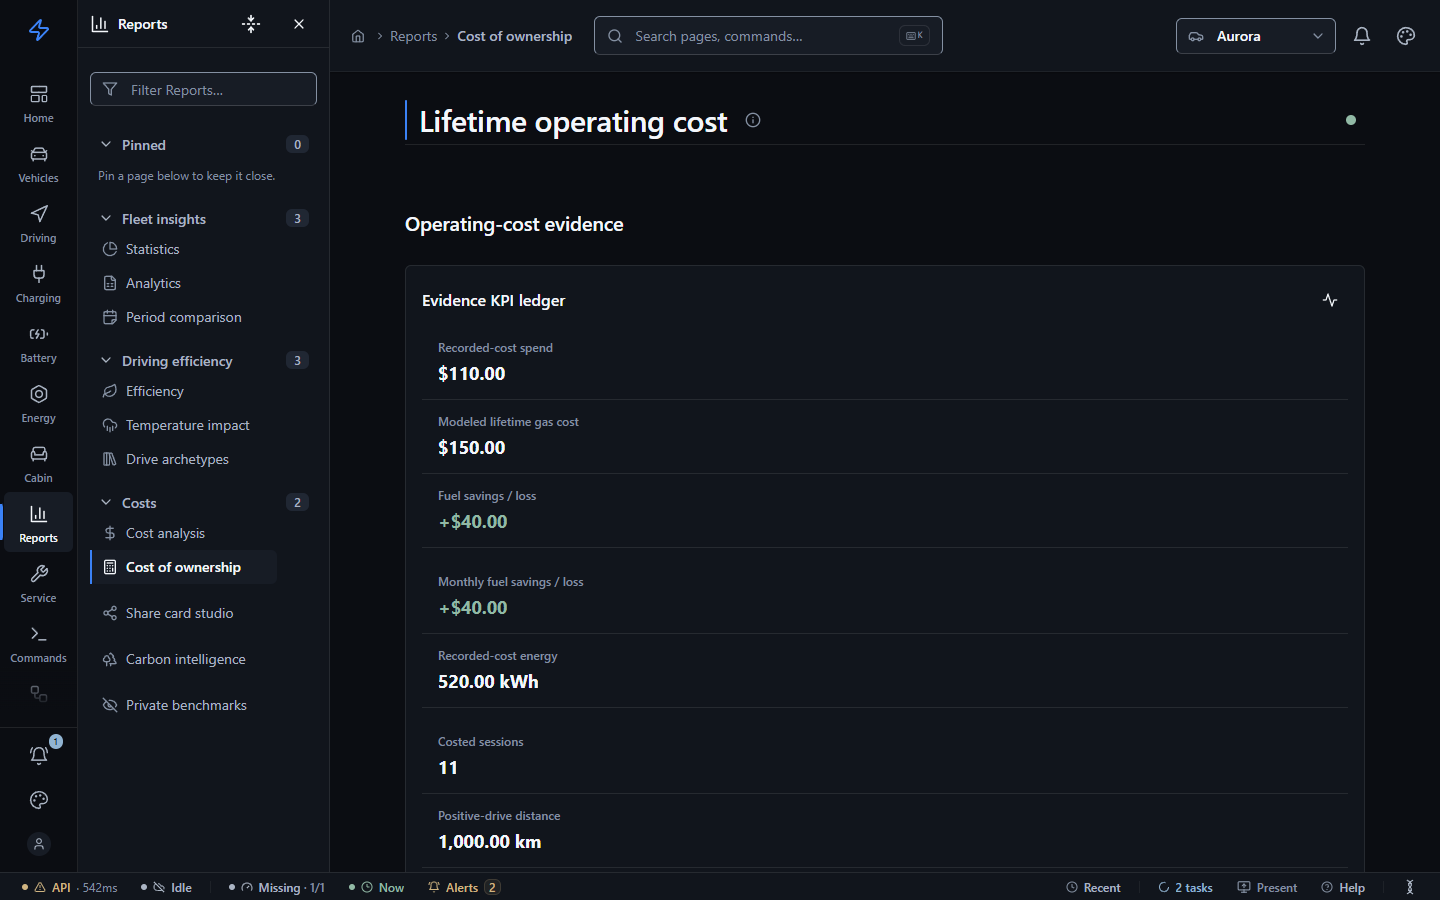 Reports
Reports
Cost of ownership
Search pages, commands...
K
Aurora
Home
Vehicles
Driving
Charging
Battery
Energy
Cabin
Reports
Service
Commands
1
Filter Reports...
Pinned
0
Pin a page below to keep it close.
Fleet insights
3
Statistics
Analytics
Period comparison
Driving efficiency
3
Efficiency
Temperature impact
Drive archetypes
Costs
2
Cost analysis
Cost of ownership
Share card studio
Carbon intelligence
Private benchmarks
Lifetime operating cost
Operating-cost evidence
Evidence KPI ledger
Recorded-cost spend
$110.00
Modeled lifetime gas cost
$150.00
Fuel savings / loss
+$40.00
Monthly fuel savings / loss
+$40.00
Recorded-cost energy
520.00 kWh
Costed sessions
11
Positive-drive distance
1,000.00 km
API · 542ms
Idle
Missing · 1/1
Now
Alerts 2
Recent
2 tasks
Present
Help